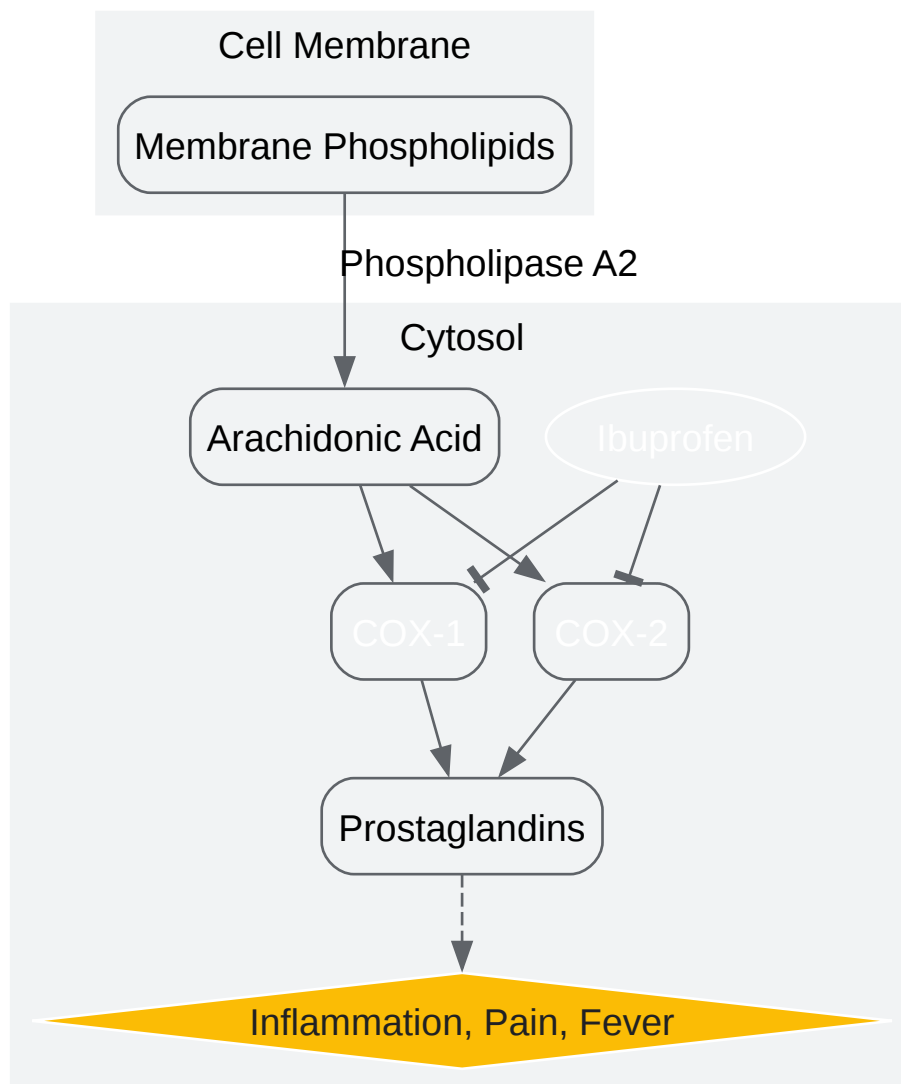 Cell Membrane
Membrane Phospholipids
Phospholipase A2
Cytosol
Arachidonic Acid
Ibuprofen
COX-1
COX-2
Prostaglandins
Inflammation, Pain, Fever